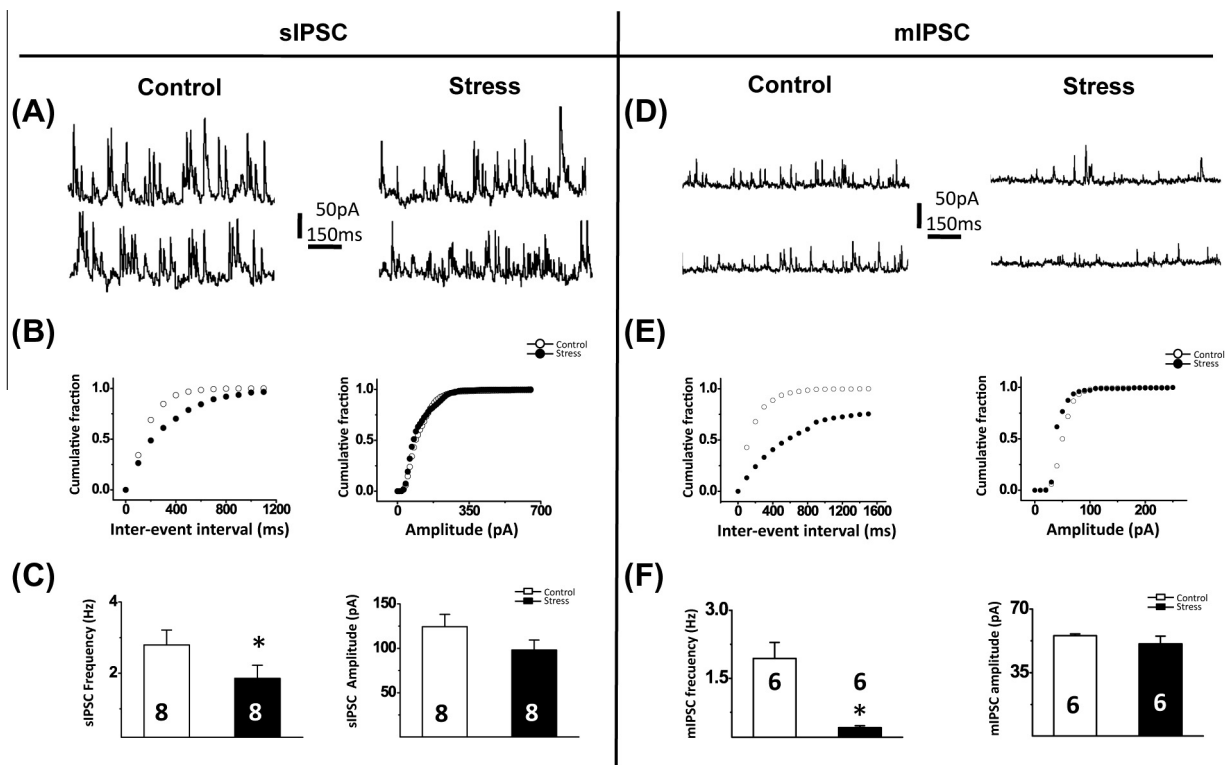 sIPSC
mIPSC
(A)
Control
Stress
50pA
150ms
(D)
Control
Stress
50pA
150ms
(B)
Control
Stress
Cumulative fraction
1.0
0.5
0.0
0 400 800 1200
Inter-event interval (ms)
Cumulative fraction
1.0
0.5
0.0
0 700
Amplitude (pA)
(E)
Control
Stress
Cumulative fraction
1.0
0.5
0.0
0 400 800 1200 1600
Inter-event interval (ms)
Cumulative fraction
1.0
0.5
0.0
0 100 200
Amplitude (pA)
(C)
sIPSC Frequency (Hz)
4
2
8
*
8
Control
Stress
sIPSC Amplitude (pA)
150
100
50
8
8
(F)
mIPSC frecuency (Hz)
3.0
1.5
6
6
*
Control
Stress
mIPSC amplitude (pA)
70
35
6
6